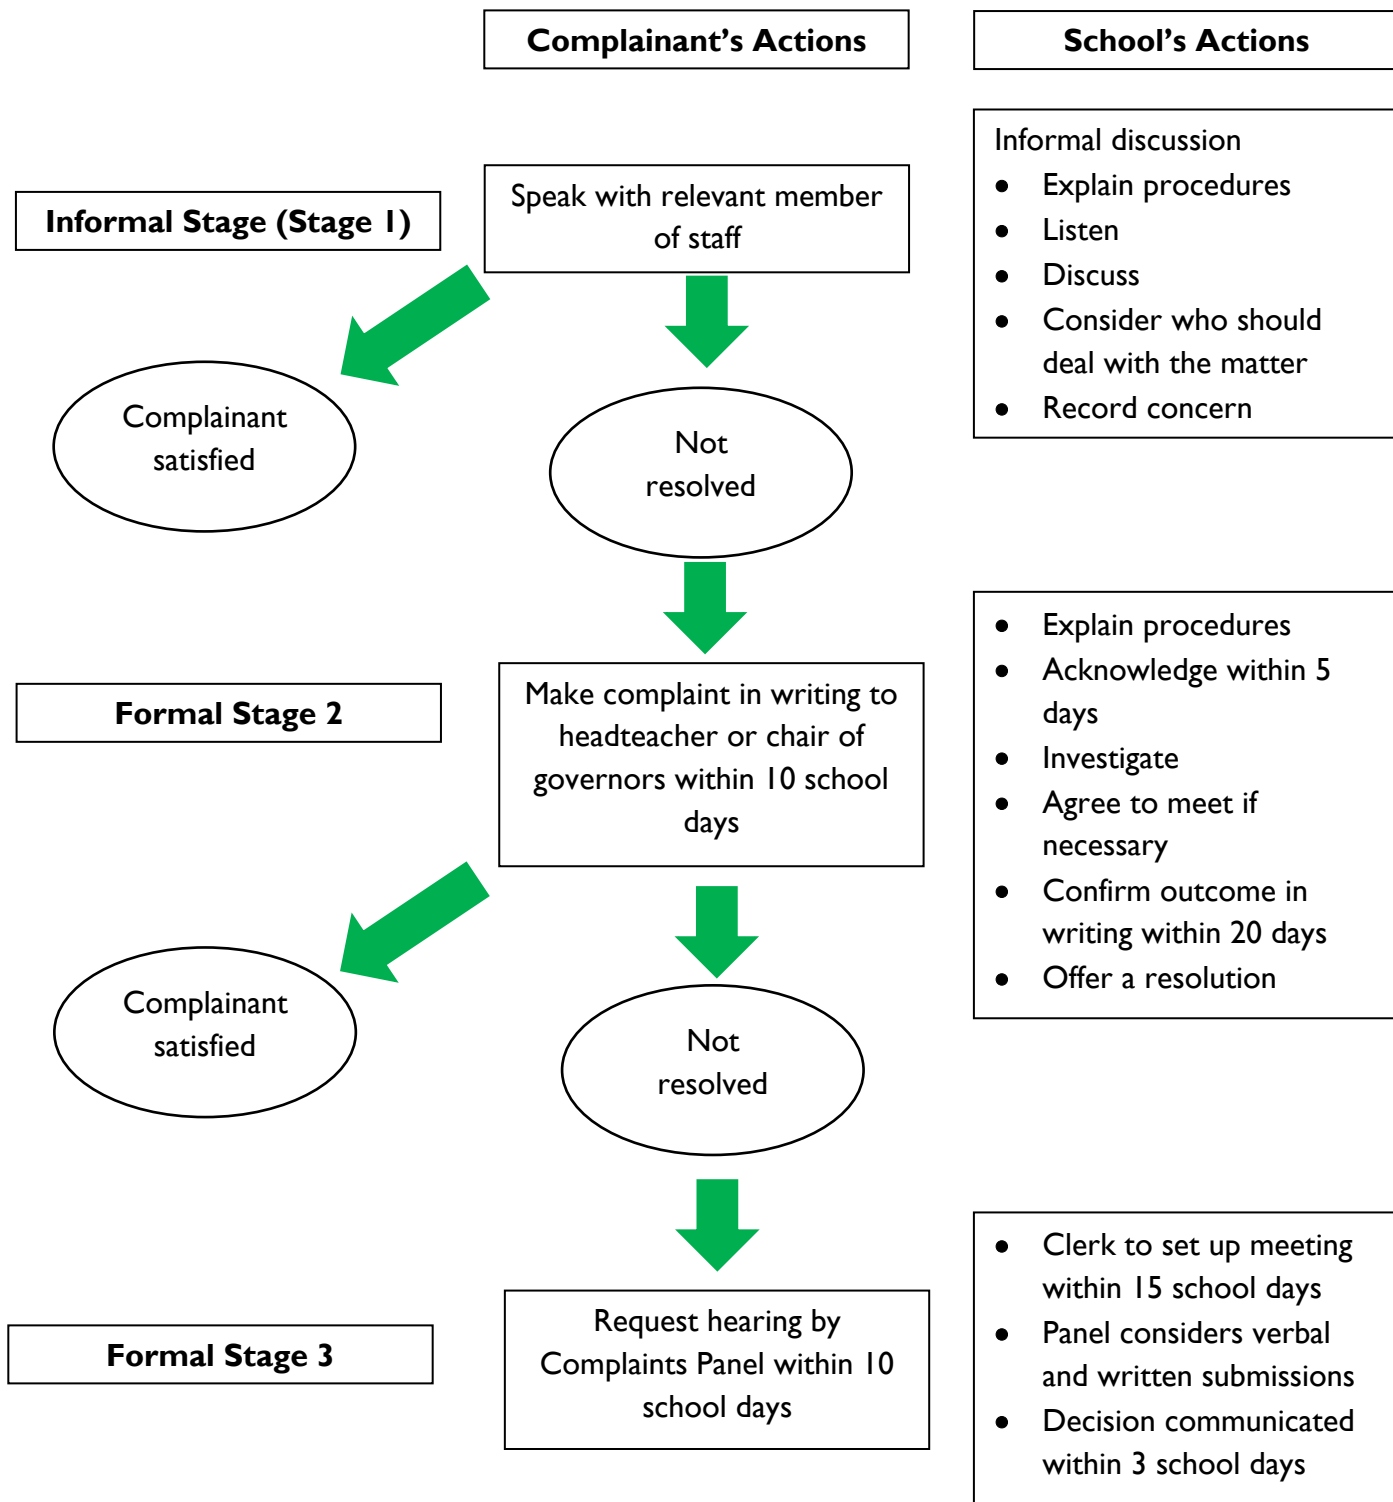 Complainant's Actions
School's Actions
Informal Stage (Stage 1)
Speak with relevant member
of staff
Informal discussion
• Explain procedures
• Listen
• Discuss
• Consider who should
deal with the matter
• Record concern
Complainant
satisfied
Not
resolved
Formal Stage 2
Make complaint in writing to
headteacher or chair of
governors within 10 school
days
• Explain procedures
• Acknowledge within 5
days
• Investigate
• Agree to meet if
necessary
• Confirm outcome in
writing within 20 days
• Offer a resolution
Complainant
satisfied
Not
resolved
Formal Stage 3
Request hearing by
Complaints Panel within 10
school days
• Clerk to set up meeting
within 15 school days
• Panel considers verbal
and written submissions
• Decision communicated
within 3 school days